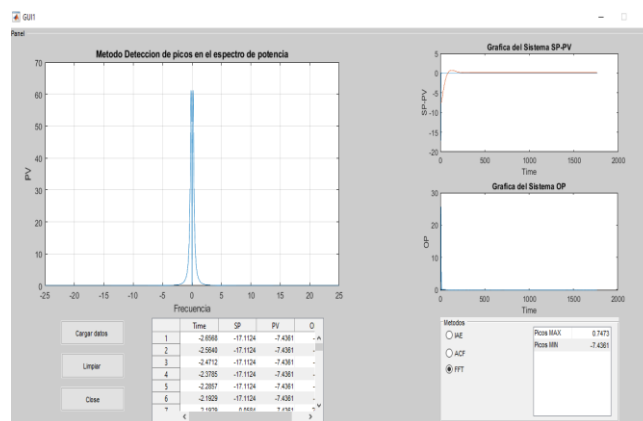 GUI1
Panel
Metodo Deteccion de picos en el espectro de potencia
70
60
50
40
30
20
10
0
PV
-25 -20 -15 -10 -5 0 5 10 15 20 25
Frecuencia
Grafica del Sistema SP-PV
5
0
-5
-10
-15
-20
SP-PV
0 500 1000 1500 2000
Time
Grafica del Sistema OP
30
20
10
0
OP
0 500 1000 1500 2000
Time
Cargar datos
Limpiar
Close
Time SP PV O
1 -2.6568 -17.1124 -7.4361 -
2 -2.5640 -17.1124 -7.4361 -
3 -2.4712 -17.1124 -7.4361 -
4 -2.3785 -17.1124 -7.4361 -
5 -2.2857 -17.1124 -7.4361 -
6 -2.1929 -17.1124 -7.4361 -
7
Metodos
IAE
ACF
FFT
Picos MAX 0.7473
Picos MIN -7.4361